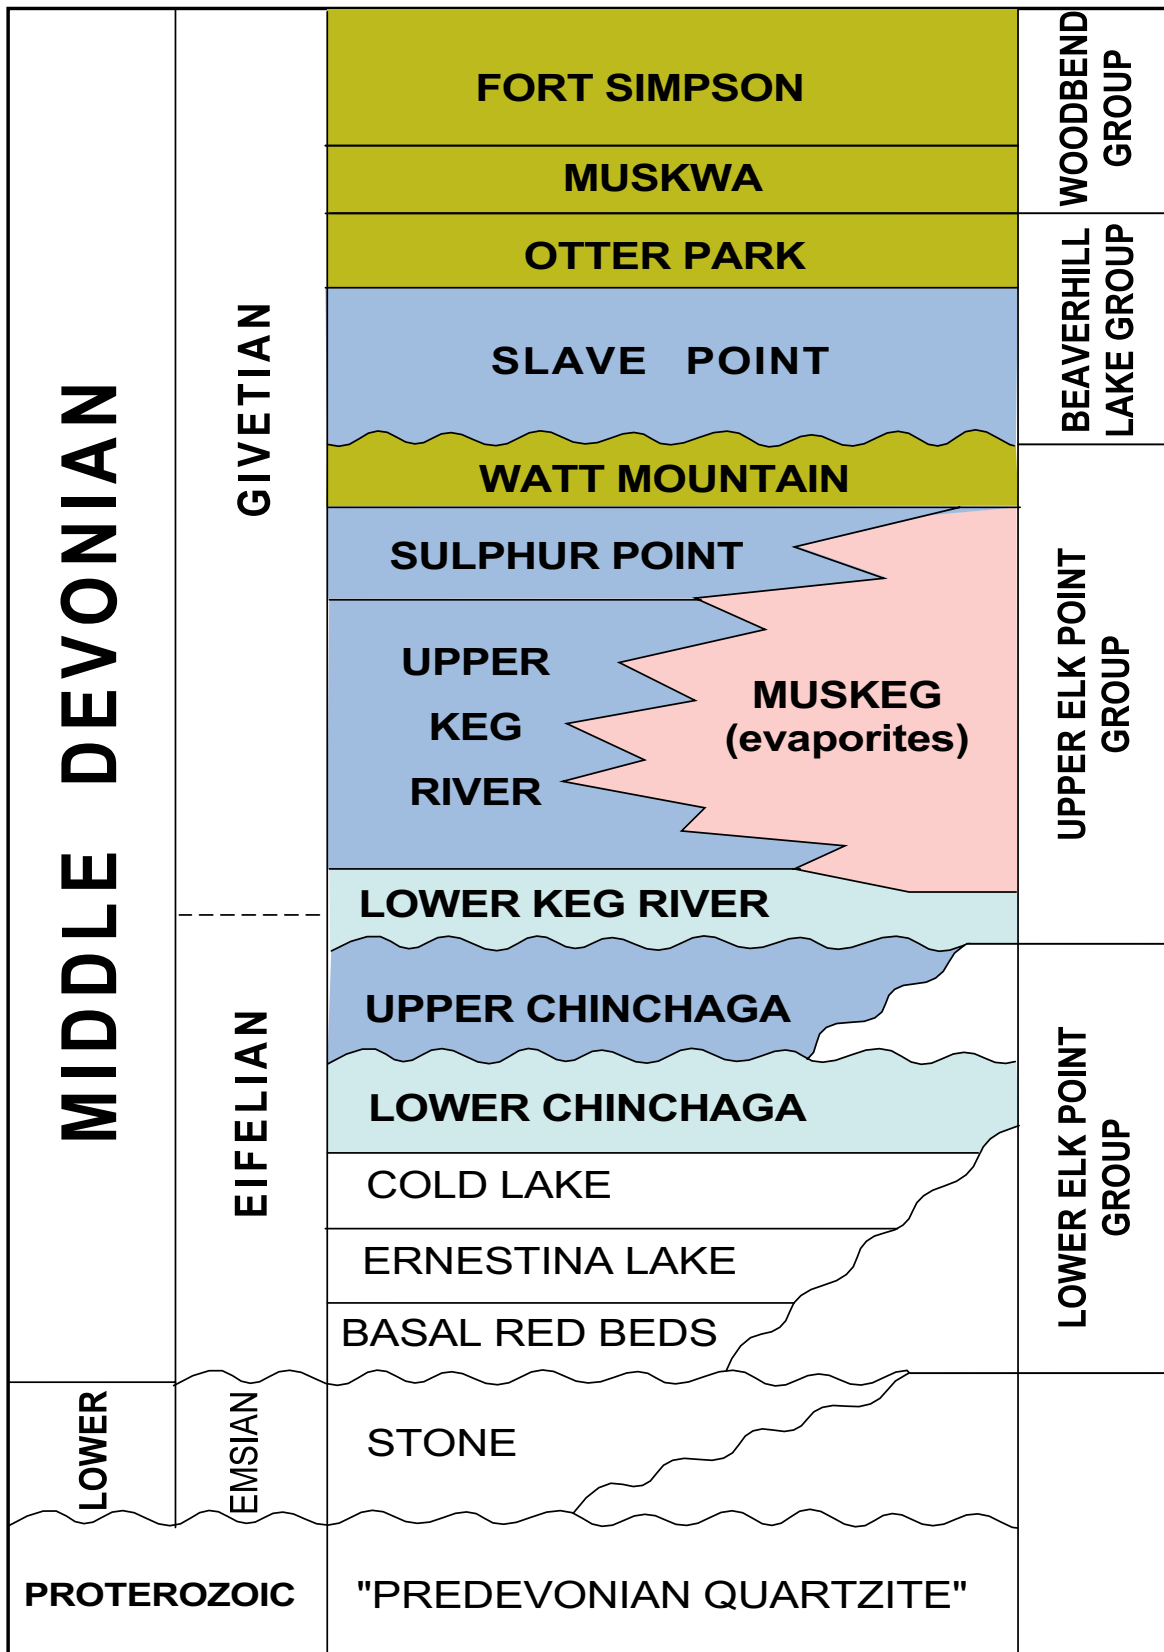 MIDDLE DEVONIAN
LOWER
PROTEROZOIC
GIVETIAN
EIFELIAN
EMSIAN
FORT SIMPSON
MUSKWA
OTTER PARK
SLAVE POINT
WATT MOUNTAIN
SULPHUR POINT
UPPER
KEG
RIVER
MUSKEG
(evaporites)
LOWER KEG RIVER
UPPER CHINCHAGA
LOWER CHINCHAGA
COLD LAKE
ERNESTINA LAKE
BASAL RED BEDS
STONE
"PREDEVONIAN QUARTZITE"
WOODBEND
GROUP
BEAVERHILL
LAKE GROUP
UPPER ELK POINT
GROUP
LOWER ELK POINT
GROUP